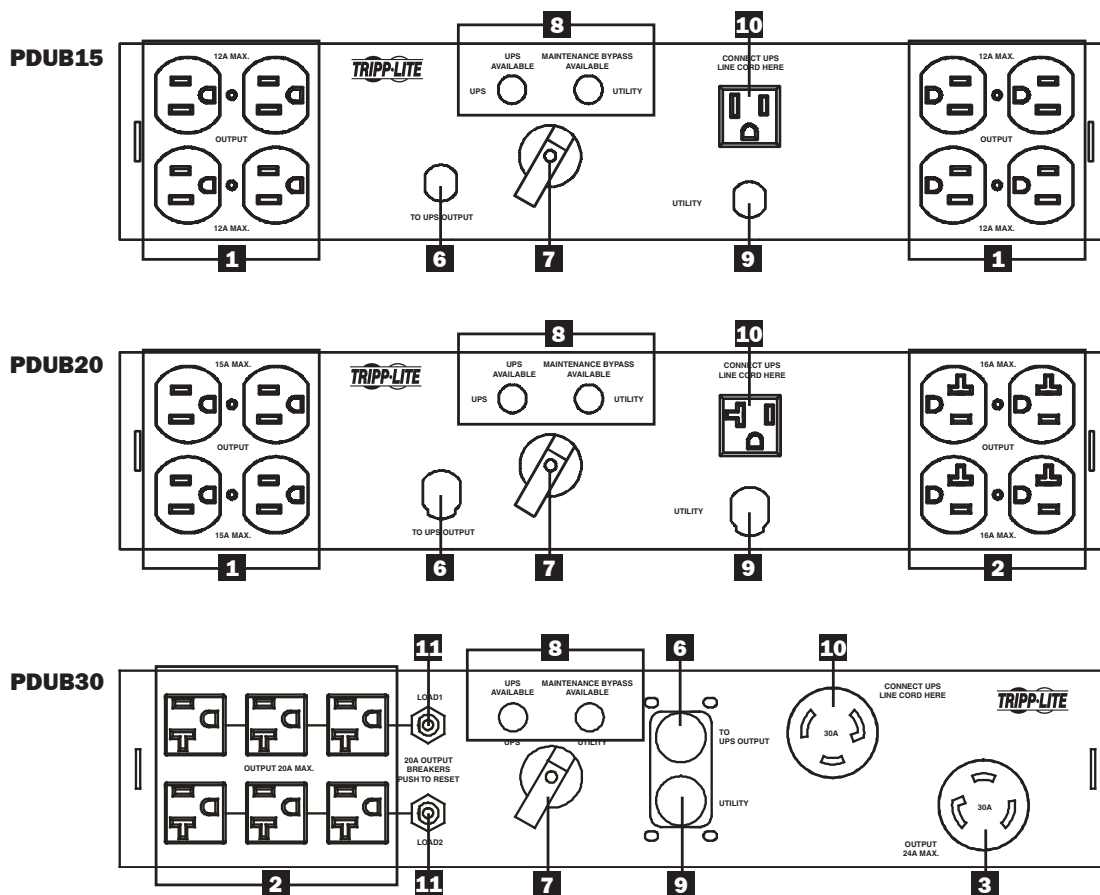 8
10
PDUB15
12A MAX.
TRIPP·LITE
UPS AVAILABLE
MAINTENANCE BYPASS AVAILABLE
CONNECT UPS LINE CORD HERE
12A MAX.
UPS
UTILITY
OUTPUT
OUTPUT
UTILITY
TO UPS OUTPUT
12A MAX.
12A MAX.
1
6
7
9
1
8
10
PDUB20
15A MAX.
TRIPP·LITE
UPS AVAILABLE
MAINTENANCE BYPASS AVAILABLE
CONNECT UPS LINE CORD HERE
16A MAX.
UPS
UTILITY
OUTPUT
OUTPUT
UTILITY
TO UPS OUTPUT
15A MAX.
16A MAX.
1
6
7
9
2
11
8
6
10
PDUB30
LOAD1
UPS AVAILABLE
MAINTENANCE BYPASS AVAILABLE
CONNECT UPS LINE CORD HERE
TRIPP·LITE
30A
TO UPS OUTPUT
UPS
UTILITY
OUTPUT 20A MAX.
20A OUTPUT BREAKERS PUSH TO RESET
UTILITY
30A
LOAD2
OUTPUT 24A MAX.
2
11
7
9
3